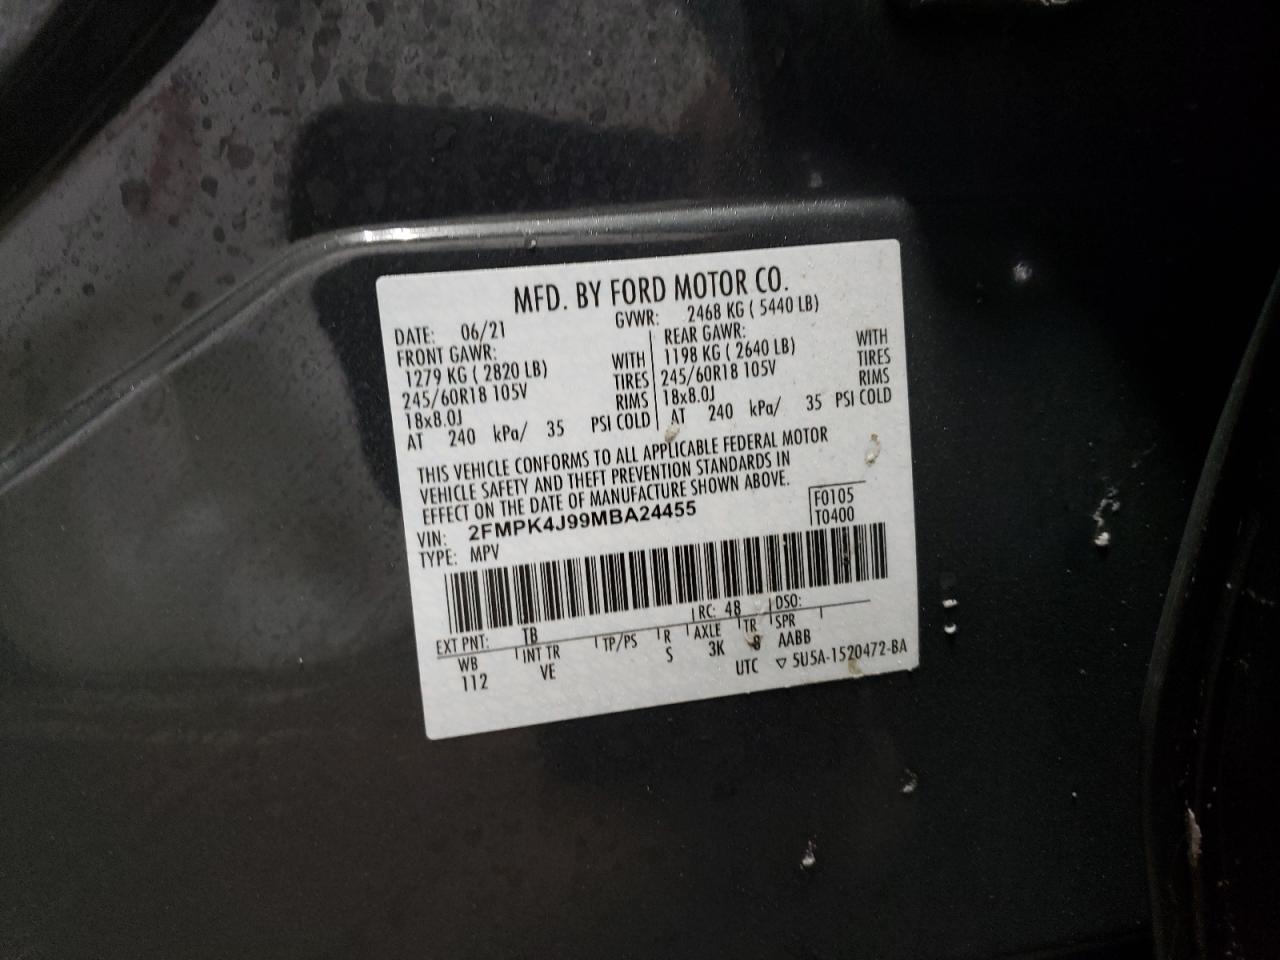 MFD. BY FORD MOTOR CO.
DATE: 06/21 GVWR: 2468 KG ( 5440 LB)
FRONT GAWR: REAR GAWR:
1279 KG ( 2820 LB) WITH 1198 KG ( 2640 LB) WITH
245/60R18 105V TIRES 245/60R18 105V TIRES
18x8.0J RIMS 18x8.0J RIMS
AT 240 kPa/ 35 PSI COLD AT 240 kPa/ 35 PSI COLD
THIS VEHICLE CONFORMS TO ALL APPLICABLE FEDERAL MOTOR
VEHICLE SAFETY AND THEFT PREVENTION STANDARDS IN
EFFECT ON THE DATE OF MANUFACTURE SHOWN ABOVE.
VIN: 2FMPK4J99MBA24455 F0105
TYPE: MPV T0400
EXT PNT: TB RC: 48 DSO:
WB INT TR TP/PS R AXLE TR SPR
112 VE S 3K 8 AABB
UTC ▽ 5U5A-1520472-BA